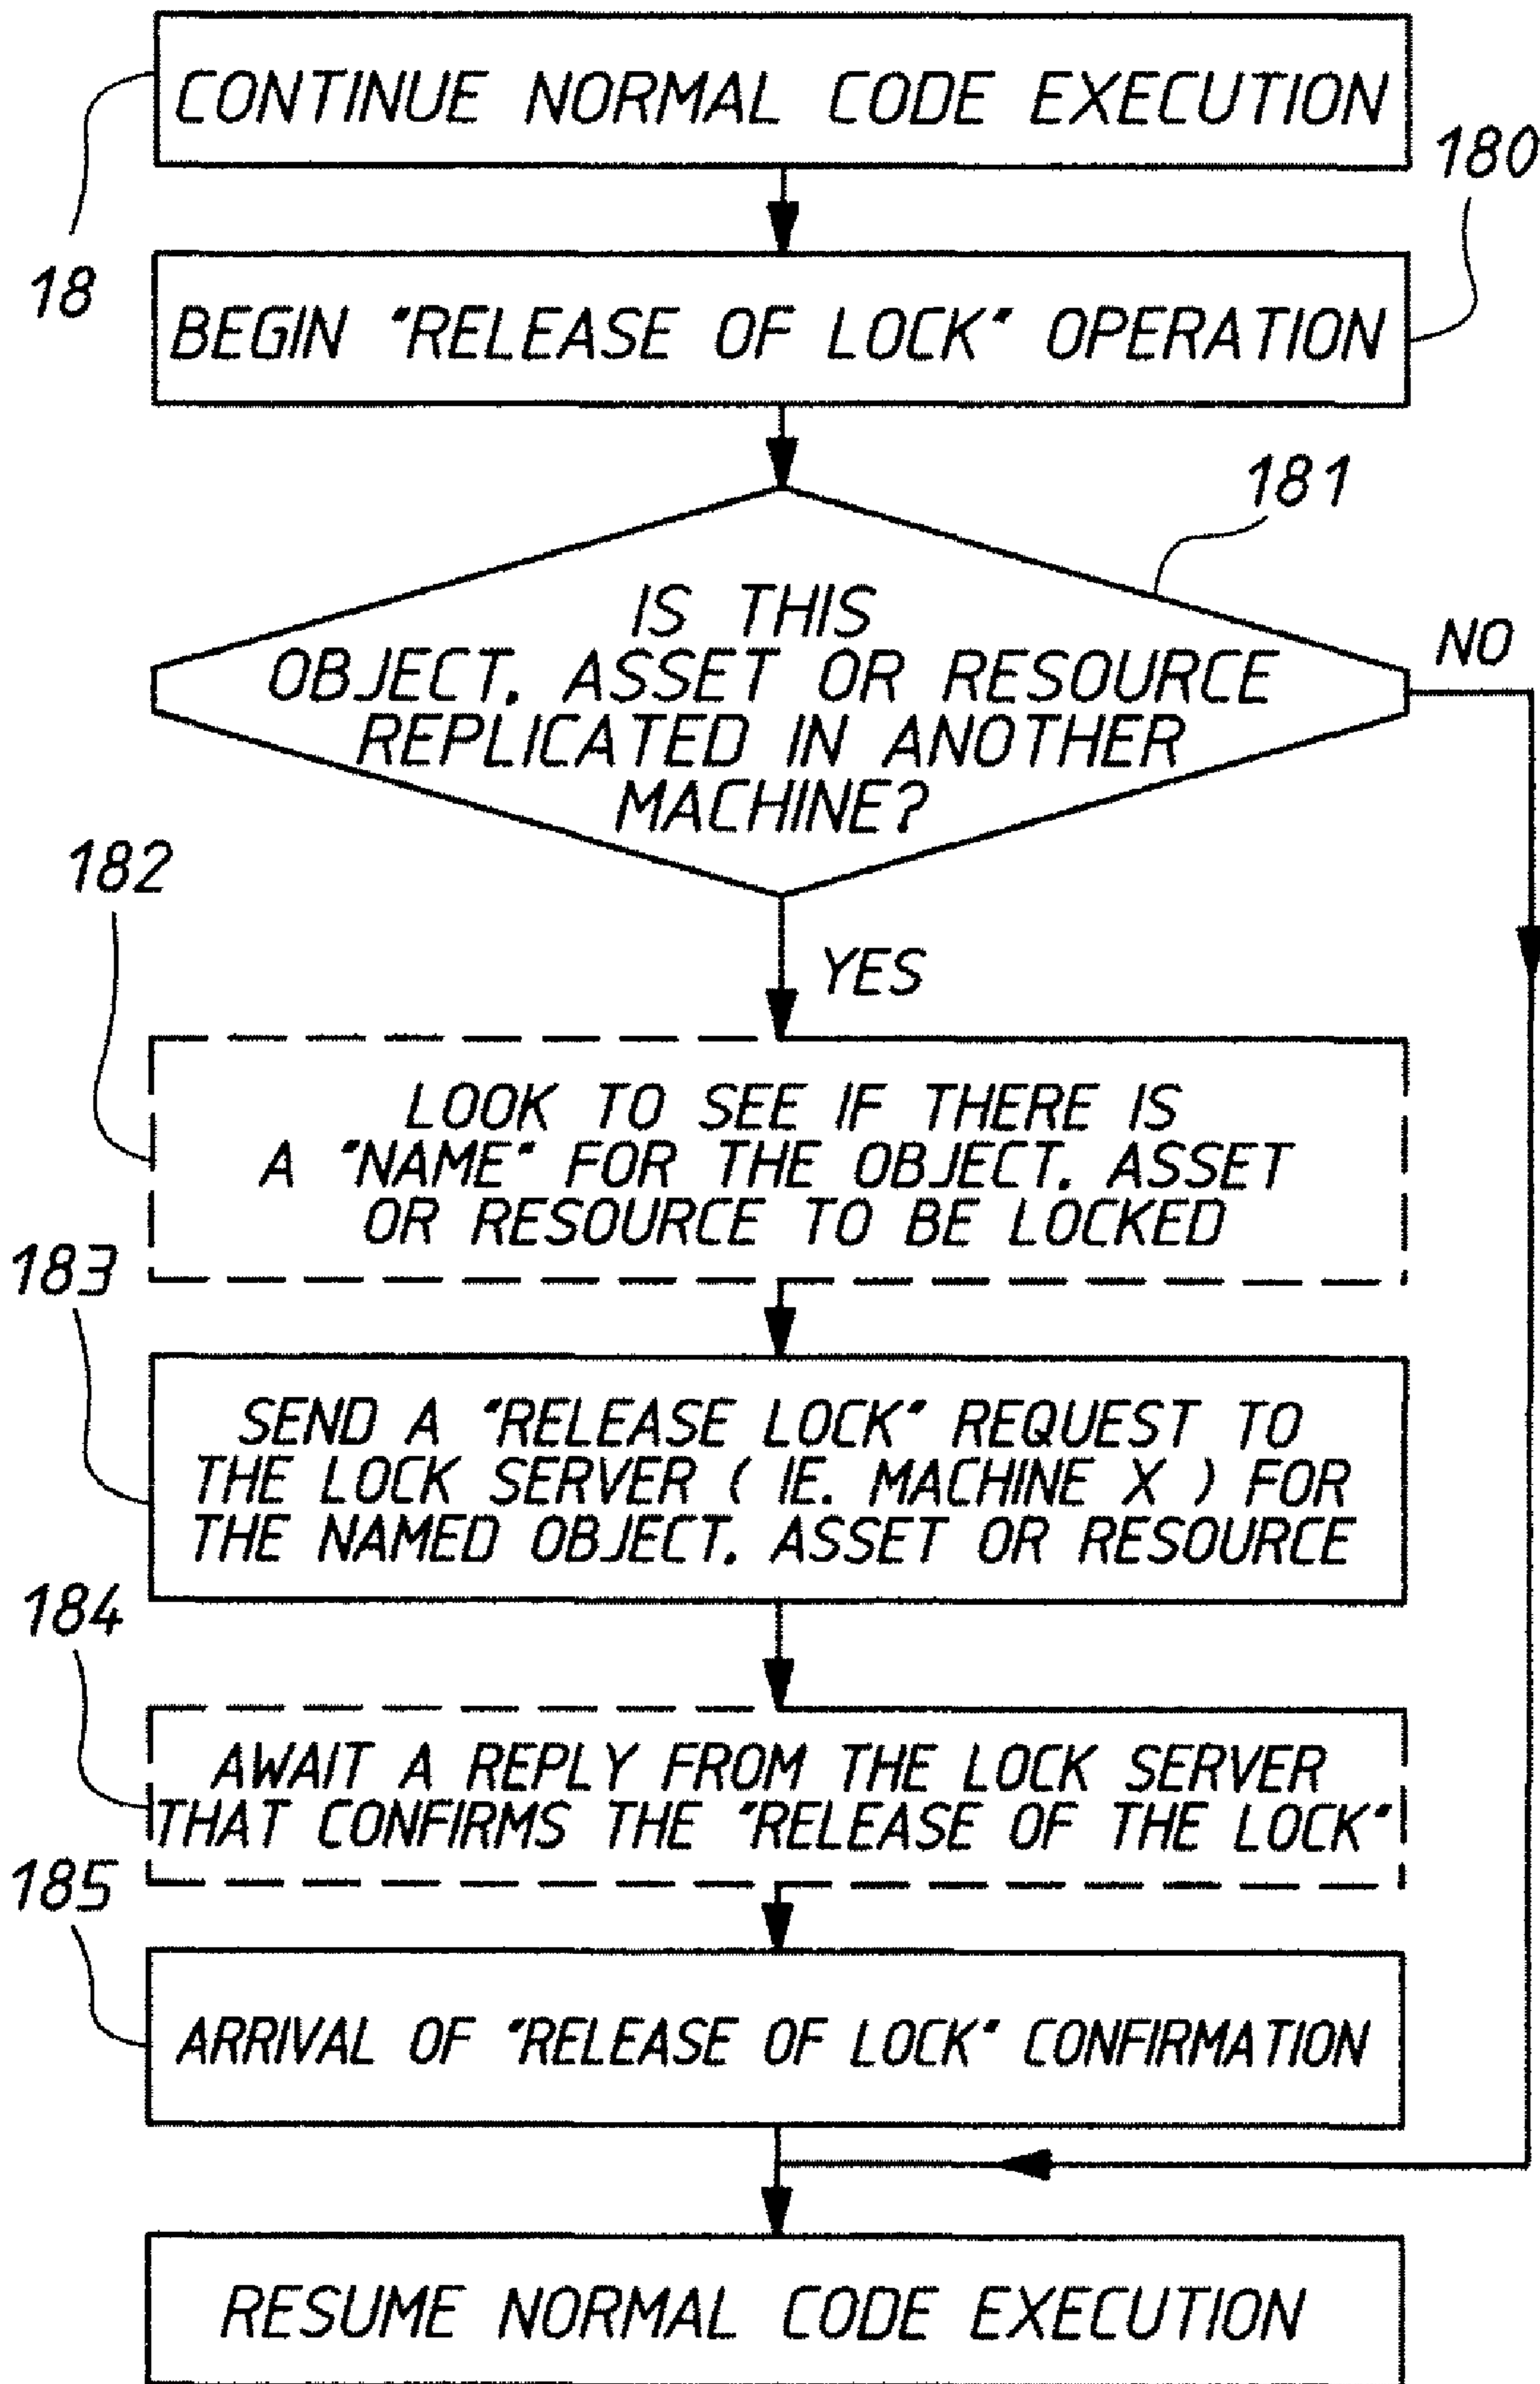 CONTINUE NORMAL CODE EXECUTION
18
180
BEGIN "RELEASE OF LOCK" OPERATION
181
IS THIS
OBJECT. ASSET OR RESOURCE
REPLICATED IN ANOTHER
MACHINE?
NO
YES
182
LOOK TO SEE IF THERE IS
A "NAME" FOR THE OBJECT. ASSET
OR RESOURCE TO BE LOCKED
183
SEND A "RELEASE LOCK" REQUEST TO
THE LOCK SERVER ( IE. MACHINE X ) FOR
THE NAMED OBJECT. ASSET OR RESOURCE
184
AWAIT A REPLY FROM THE LOCK SERVER
THAT CONFIRMS THE "RELEASE OF THE LOCK"
185
ARRIVAL OF "RELEASE OF LOCK" CONFIRMATION
RESUME NORMAL CODE EXECUTION